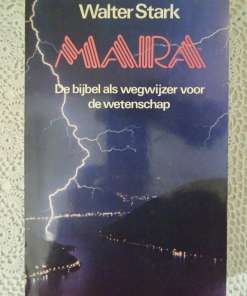 Walter Stark
MARA
De bijbel als wegwijzer voor
de wetenschap